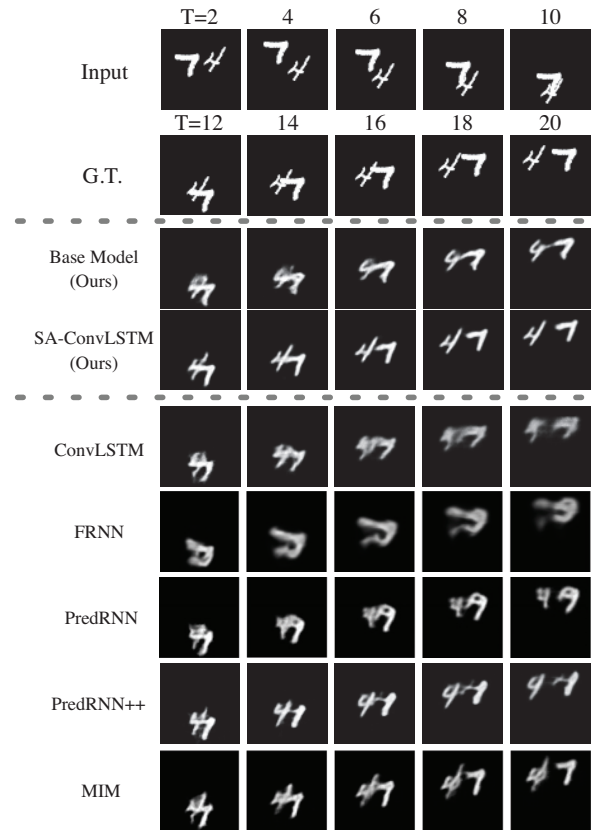 T=2 4 6 8 10
Input
T=12 14 16 18 20
G.T.
Base Model
(Ours)
SA-ConvLSTM
(Ours)
ConvLSTM
FRNN
PredRNN
PredRNN++
MIM